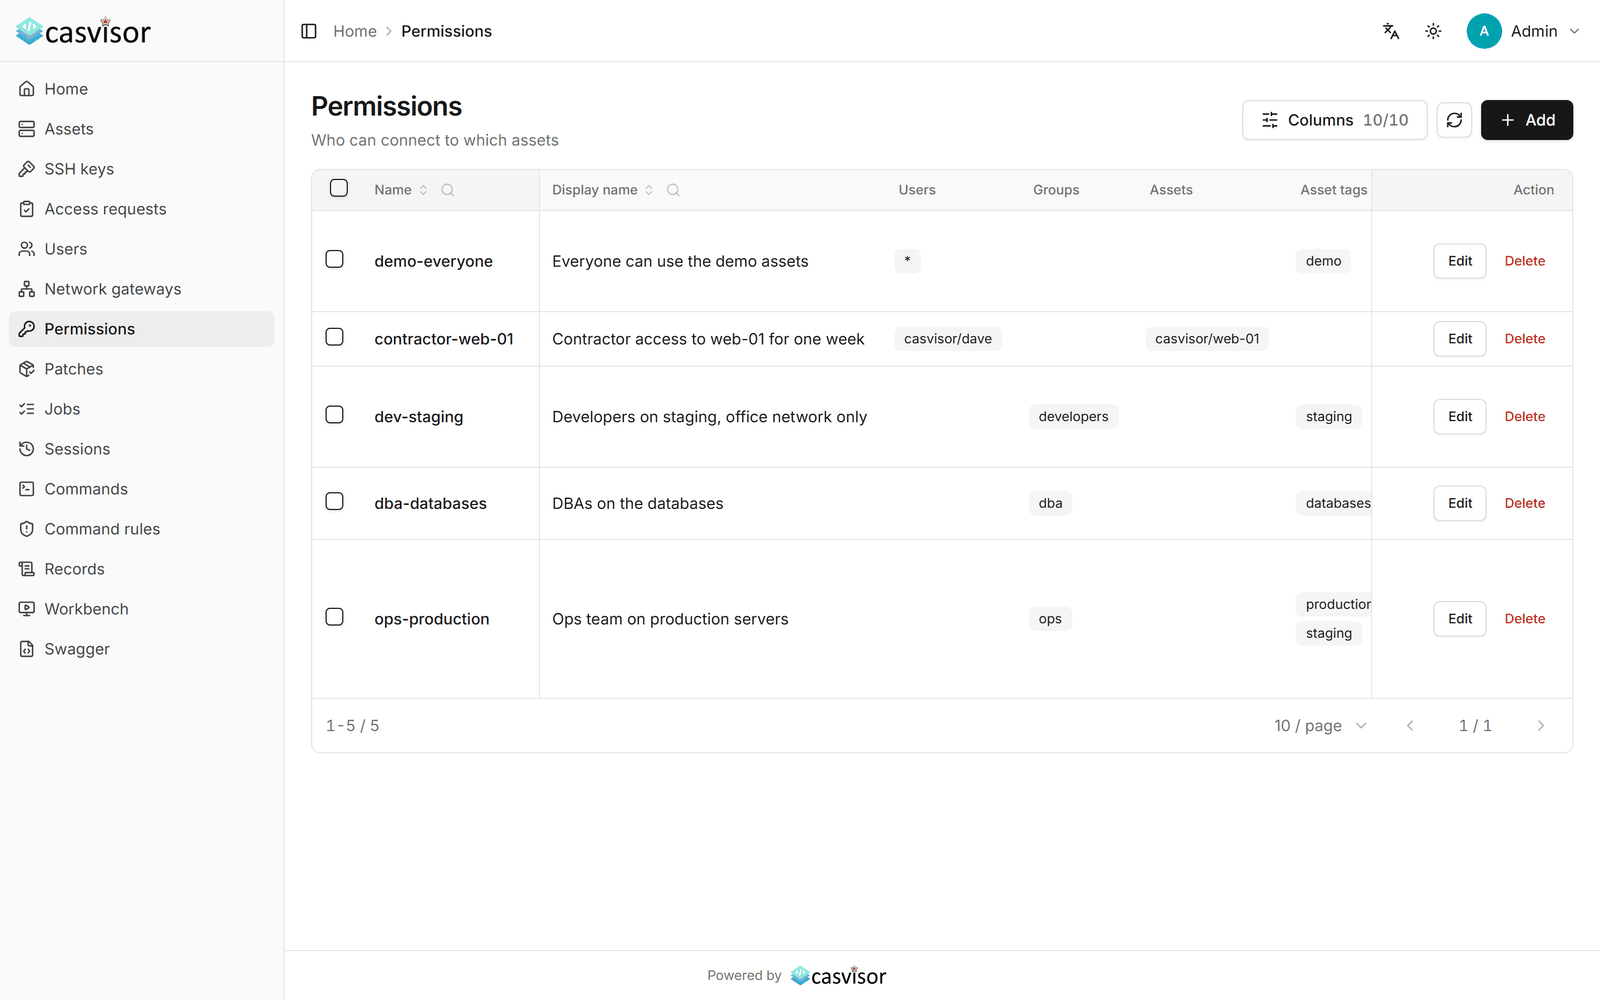 casvisor
Home
Assets
SSH keys
Access requests
Users
Network gateways
Permissions
Patches
Jobs
Sessions
Commands
Command rules
Records
Workbench
Swagger
Home > Permissions
A Admin
Permissions
Who can connect to which assets
Columns 10/10
+ Add
Name Display name Users Groups Assets Asset tags Action
demo-everyone Everyone can use the demo assets * demo Edit Delete
contractor-web-01 Contractor access to web-01 for one week casvisor/dave casvisor/web-01 Edit Delete
dev-staging Developers on staging, office network only developers staging Edit Delete
dba-databases DBAs on the databases dba databases Edit Delete
ops-production Ops team on production servers ops production staging Edit Delete
1-5 / 5
10 / page 1 / 1
Powered by casvisor